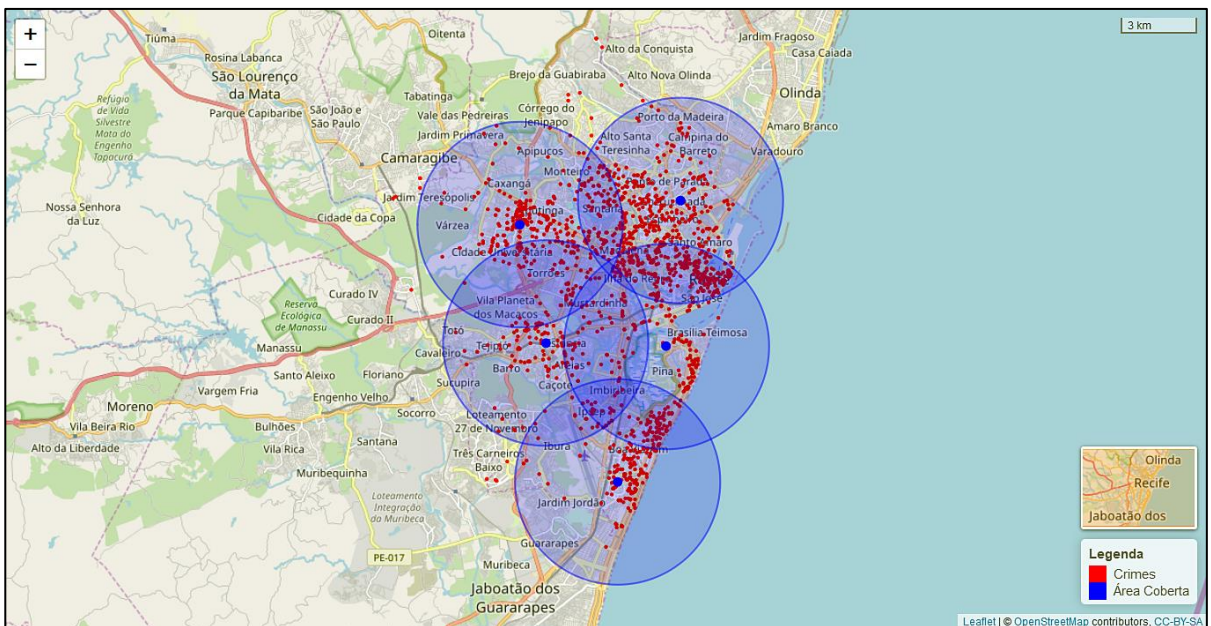 +
−
3 km
Tiúma
Oitenta
Jardim Fragoso
Alto da Conquista
Casa Caiada
Rosina Labanca
São Lourenço
da Mata
Brejo da Guabiraba
Alto Nova Olinda
Olinda
Refúgio
de Vida
Silvestre
Mata do
Engenho
Tapacurá
Parque Capibaribe
São João e
São Paulo
Tabatinga
Vale das Pedreiras
Córrego do
Jenipapo
Porto da Madeira
Amaro Branco
Jardim Primavera
Alto Santa
Teresinha
Campina do
Barreto
Varadouro
Camaragibe
Apipucos
Monteiro
Caxangá
Jardim Teresópolis
Nossa Senhora
da Luz
Cidade da Copa
Várzea
Cidade Universitária
Santo Amaro
Torrões
Curado IV
Reserva
Ecológica
de Manassu
Vila Planeta
dos Macacos
Mustardinha
São José
Curado II
Totó
Brasília Teimosa
Manassu
Cavaleiro
Tejipió
Santo Aleixo
Floriano
Barro
Areias
Pina
Sucupira
Caçote
Imbiribeira
Vargem Fria
Engenho Velho
Moreno
Socorro
Loteamento
27 de Novembro
Ipsep
Vila Beira Rio
Bulhões
Alto da Liberdade
Vila Rica
Santana
Ibura
Boa Viagem
Três Carneiros
Baixo
Muribequinha
Loteamento
Integração
da Muribeca
Jardim Jordão
PE-017
Guararapes
Muribeca
Jaboatão dos
Guararapes
Olinda
Recife
Jaboatão dos
Legenda
Crimes
Área Coberta
Leaflet | © OpenStreetMap contributors, CC-BY-SA